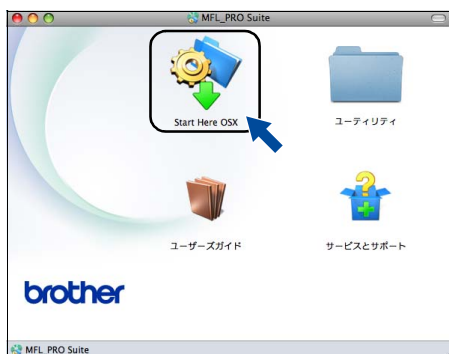 MFL_PRO Suite
Start Here OSX
ユーティリティ
ユーザーズガイド
サービスとサポート
brother
MFL_PRO Suite